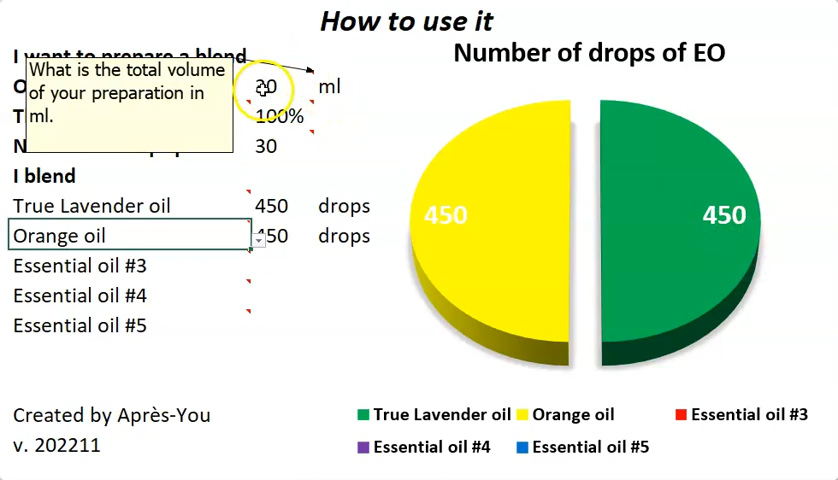 How to use it
I want to prepare a blend
What is the total volume
of your preparation in
ml.
ml
100%
30
I blend
True Lavender oil 450 drops
Orange oil 450 drops
Essential oil #3
Essential oil #4
Essential oil #5
Created by Après-You
v. 202211
Number of drops of EO
450 450
True Lavender oil Orange oil Essential oil #3
Essential oil #4 Essential oil #5